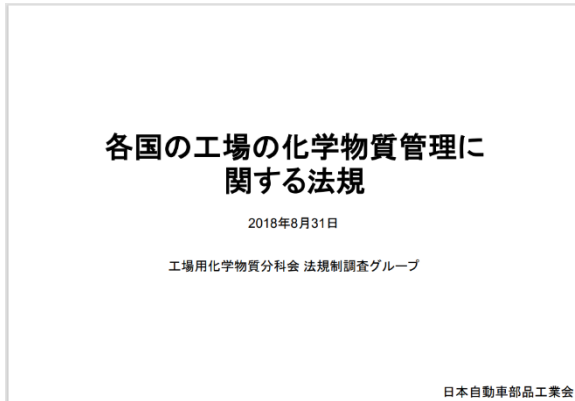 各国の工場の化学物質管理に
関する法規
2018年8月31日
工場用化学物質分科会 法規制調査グループ
日本自動車部品工業会